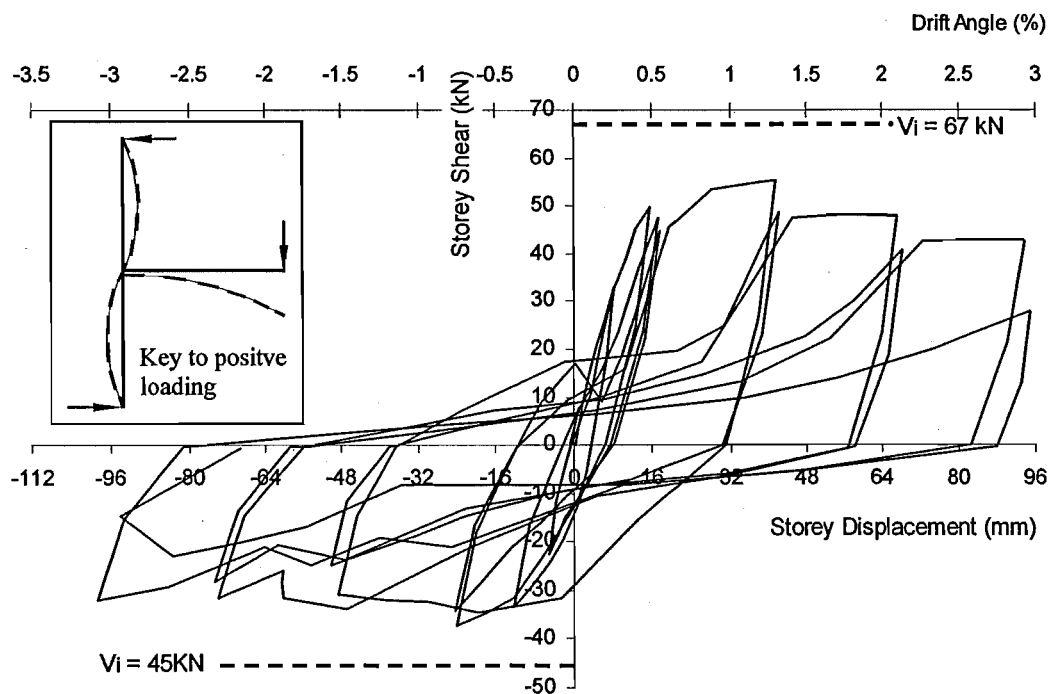 Drift Angle (%)
-3.5 -3 -2.5 -2 -1.5 -1 -0.5 0 0.5 1 1.5 2 2.5 3
Storey Shear (kN)
70
Vi = 67 kN
60
50
40
30
20
10
0
Key to positve
loading
-112 -96 -80 -64 -48 -32 -16 0 16 32 48 64 80 96
-10
Storey Displacement (mm)
-20
-30
-40
Vi = 45KN
-50